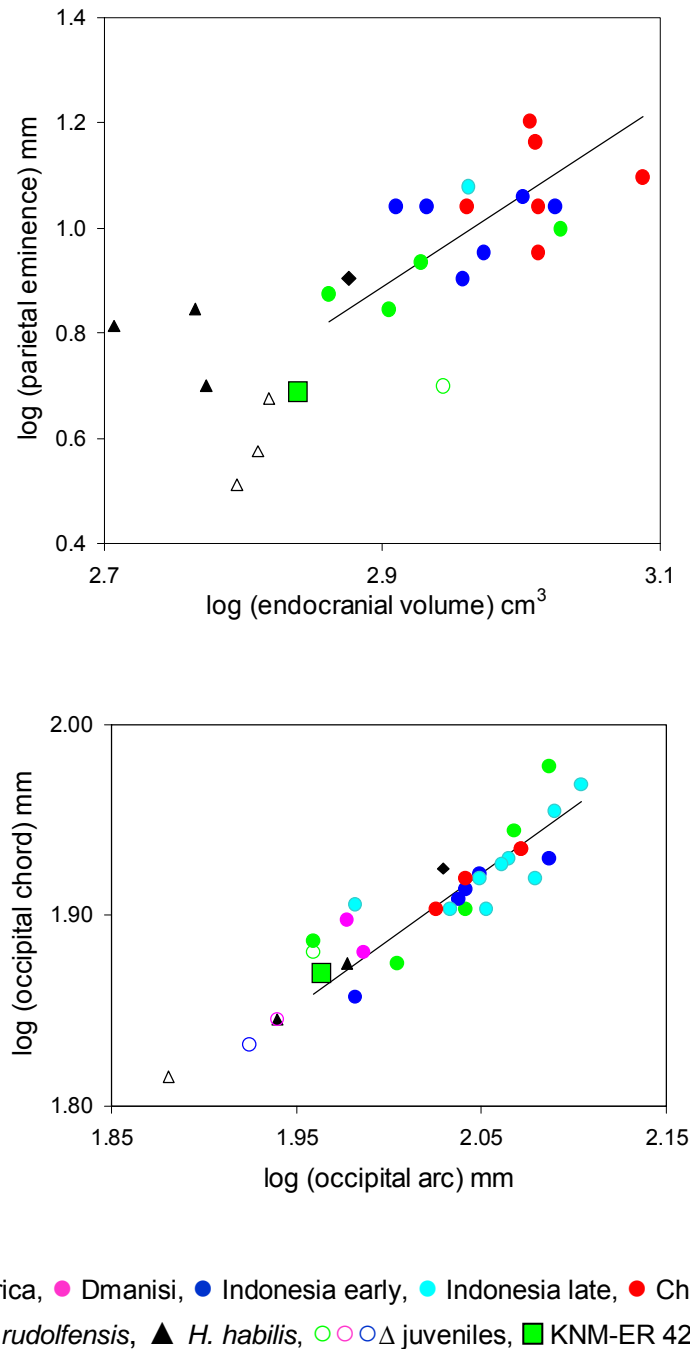 1.4
1.2
1.0
0.8
0.6
0.4
log (parietal eminence) mm
2.7 2.9 3.1
log (endocranial volume) cm³
2.00
1.90
1.80
log (occipital chord) mm
1.85 1.95 2.05 2.15
log (occipital arc) mm
rica, Dmanisi, Indonesia early, Indonesia late, Ch
rudolfensis, H. habilis, juveniles, KNM-ER 42